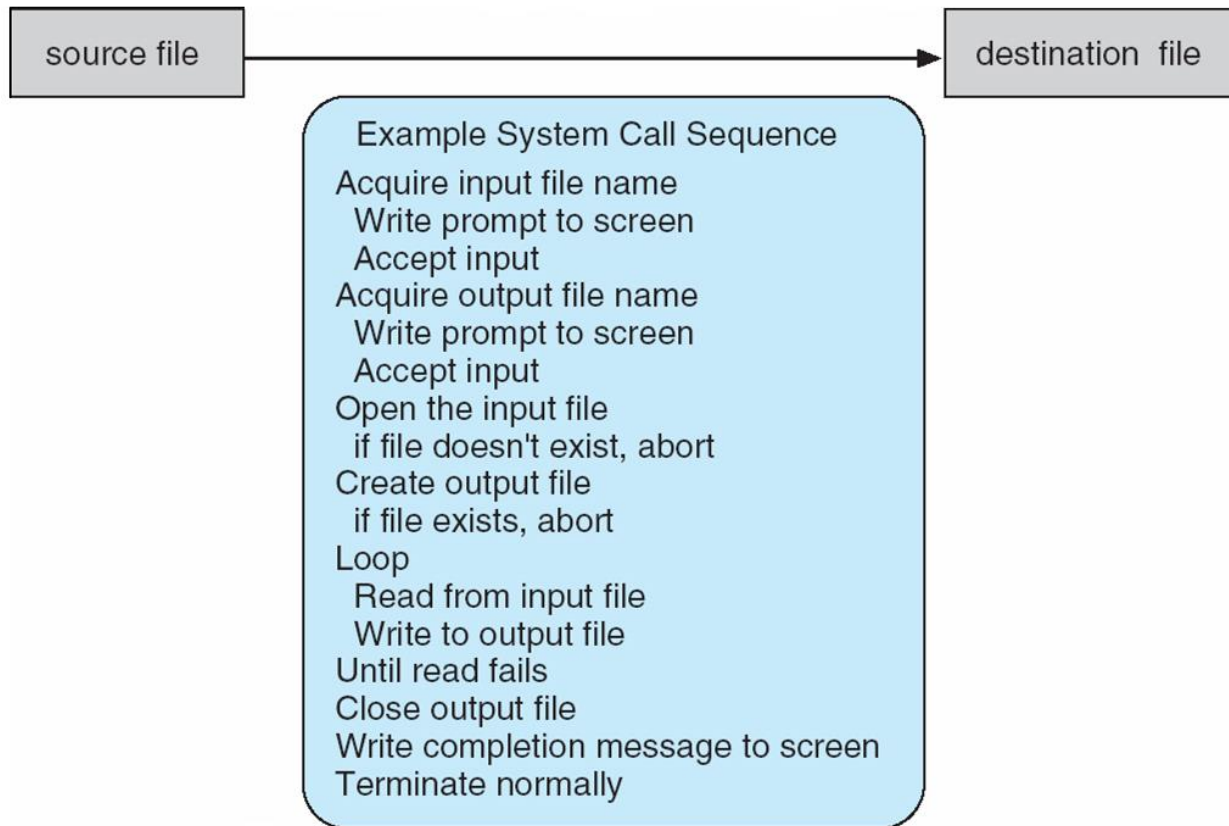 source file
destination file
Example System Call Sequence
Acquire input file name
Write prompt to screen
Accept input
Acquire output file name
Write prompt to screen
Accept input
Open the input file
if file doesn't exist, abort
Create output file
if file exists, abort
Loop
Read from input file
Write to output file
Until read fails
Close output file
Write completion message to screen
Terminate normally